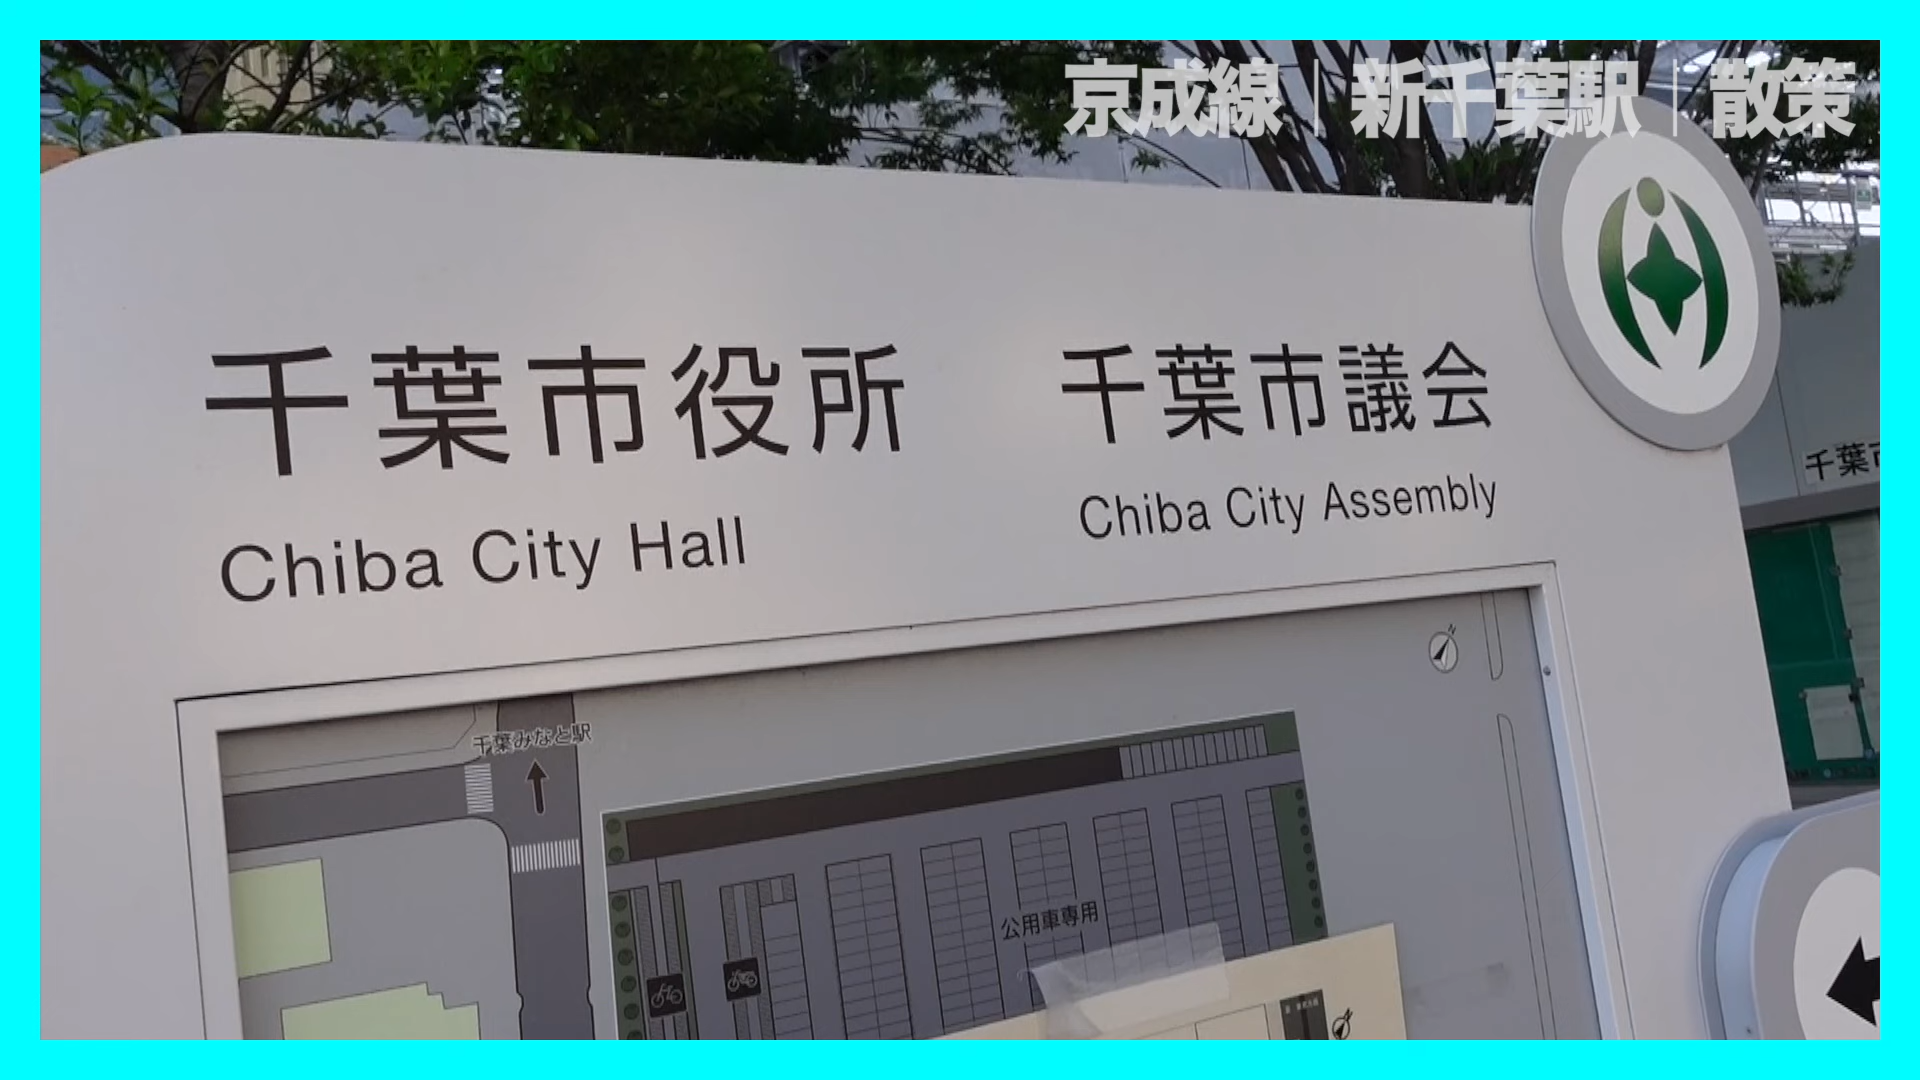 京成線｜新千葉駅｜散策
千葉市役所
Chiba City Hall
千葉市議会
Chiba City Assembly
千葉市
N
千葉みなと駅
公用車専用